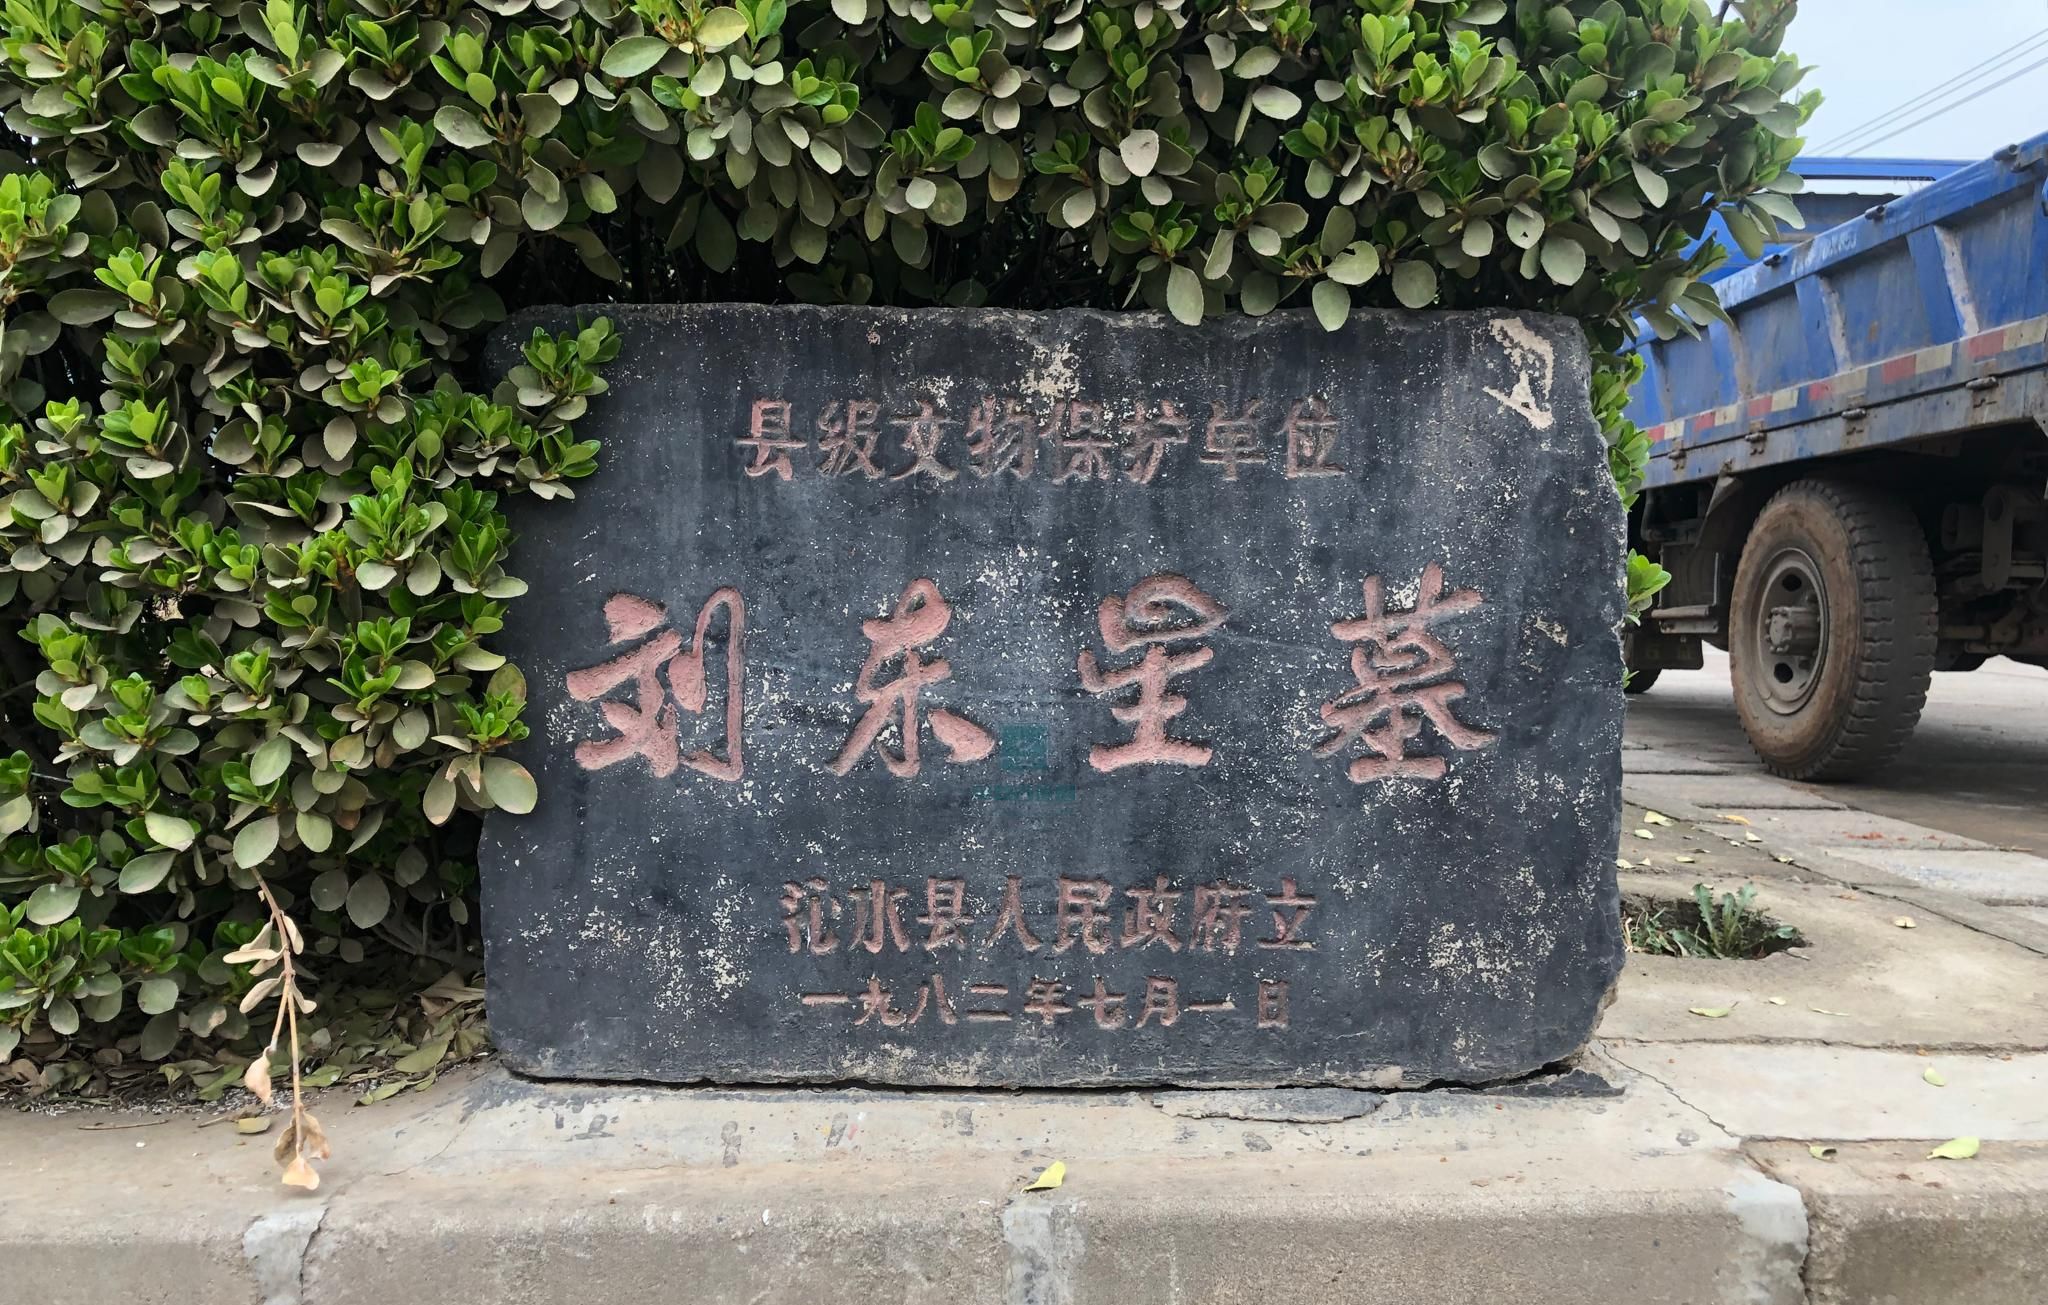 县级文物保护单位
刘东星墓
沁水县人民政府立
一九八二年七月一日